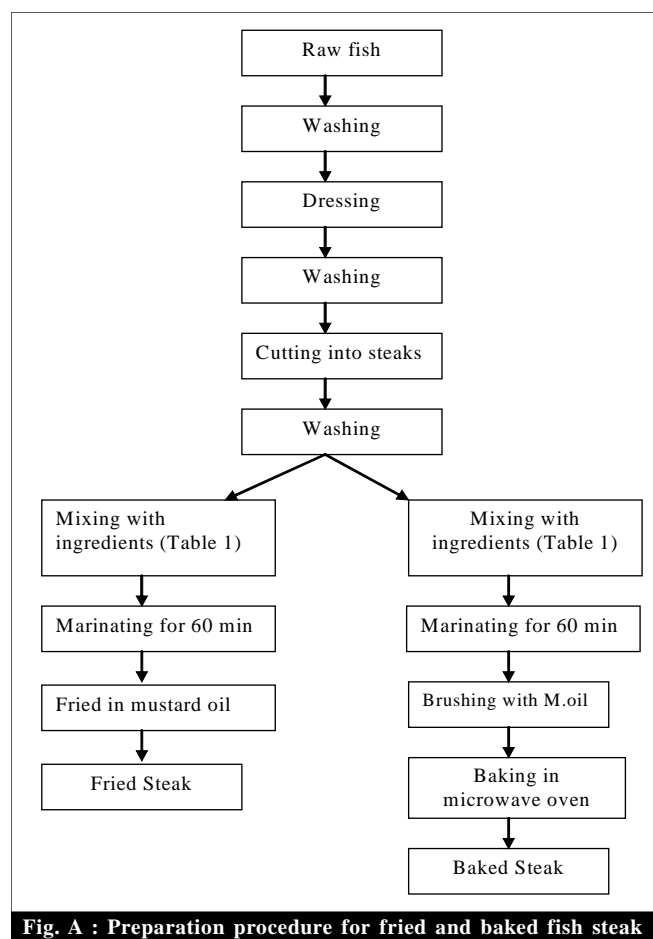 Raw fish
Washing
Dressing
Washing
Cutting into steaks
Washing
Mixing with
ingredients (Table 1)
Marinating for 60 min
Fried in mustard oil
Fried Steak
Mixing with
ingredients (Table 1)
Marinating for 60 min
Brushing with M.oil
Baking in
microwave oven
Baked Steak
Fig. A : Preparation procedure for fried and baked fish steak